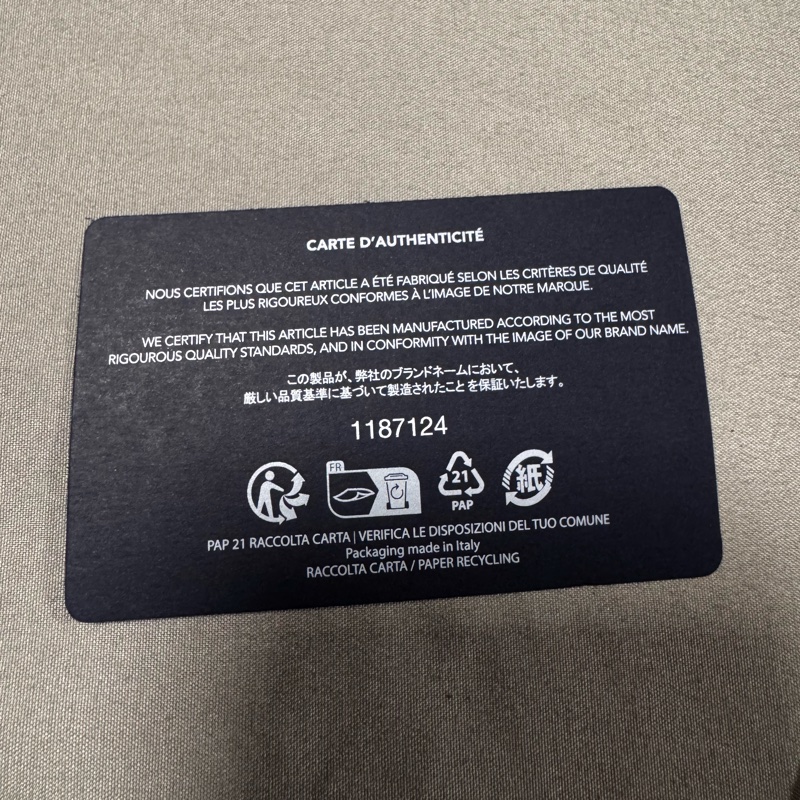 CARTE D'AUTHENTICITÉ
NOUS CERTIFIONS QUE CET ARTICLE A ÉTÉ FABRIQUÉ SELON LES CRITÈRES DE QUALITÉ
LES PLUS RIGOUREUX CONFORMES À L'IMAGE DE NOTRE MARQUE.
WE CERTIFY THAT THIS ARTICLE HAS BEEN MANUFACTURED ACCORDING TO THE MOST
RIGOUROUS QUALITY STANDARDS, AND IN CONFORMITY WITH THE IMAGE OF OUR BRAND NAME.
この製品が、弊社のブランドネームにおいて、
厳しい品質基準に基づいて製造されたことを保証いたします。
1187124
FR
21
PAP
紙
PAP 21 RACCOLTA CARTA | VERIFICA LE DISPOSIZIONI DEL TUO COMUNE
Packaging made in Italy
RACCOLTA CARTA / PAPER RECYCLING